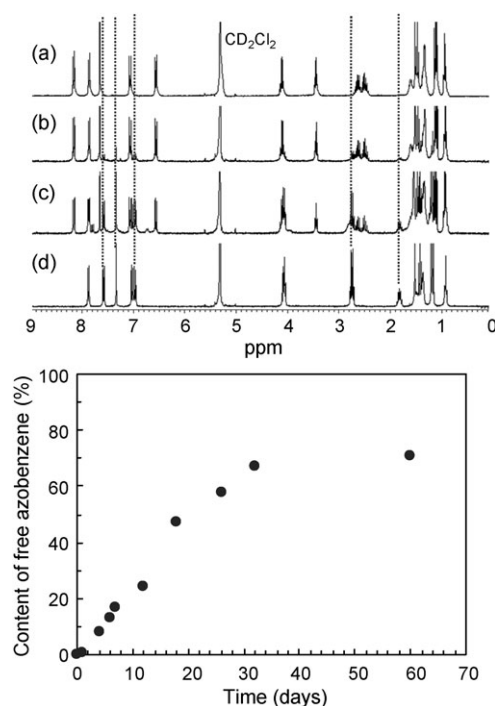 (a)
CD2Cl2
(b)
(c)
(d)
9 8 7 6 5 4 3 2 1 0
ppm
Content of free azobenzene (%)
100
80
60
40
20
0
0 10 20 30 40 50 60 70
Time (days)